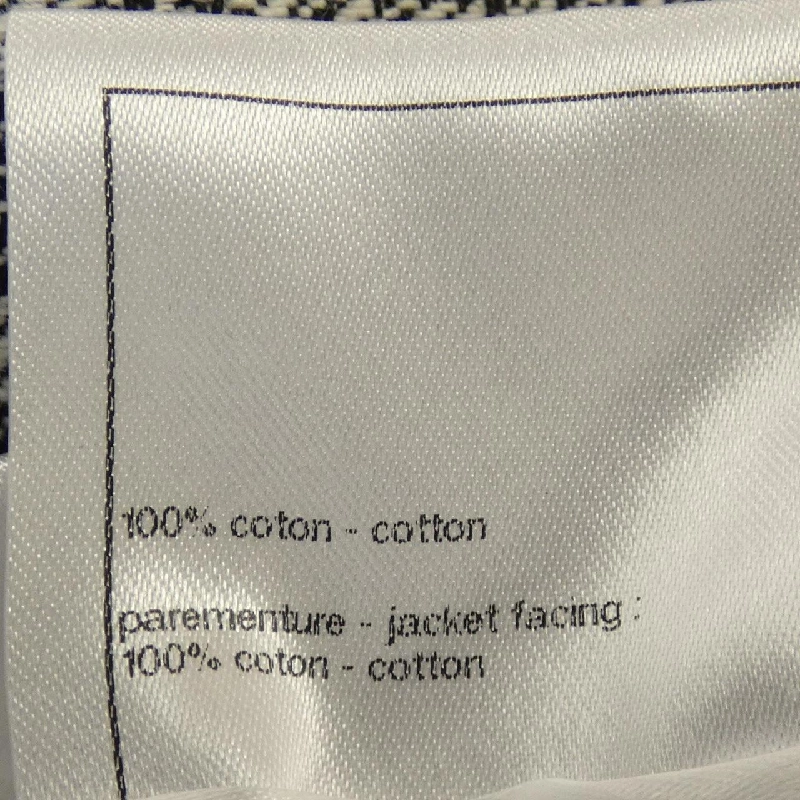 100% coton - cotton
parementure - jacket facing :
100% coton - cotton